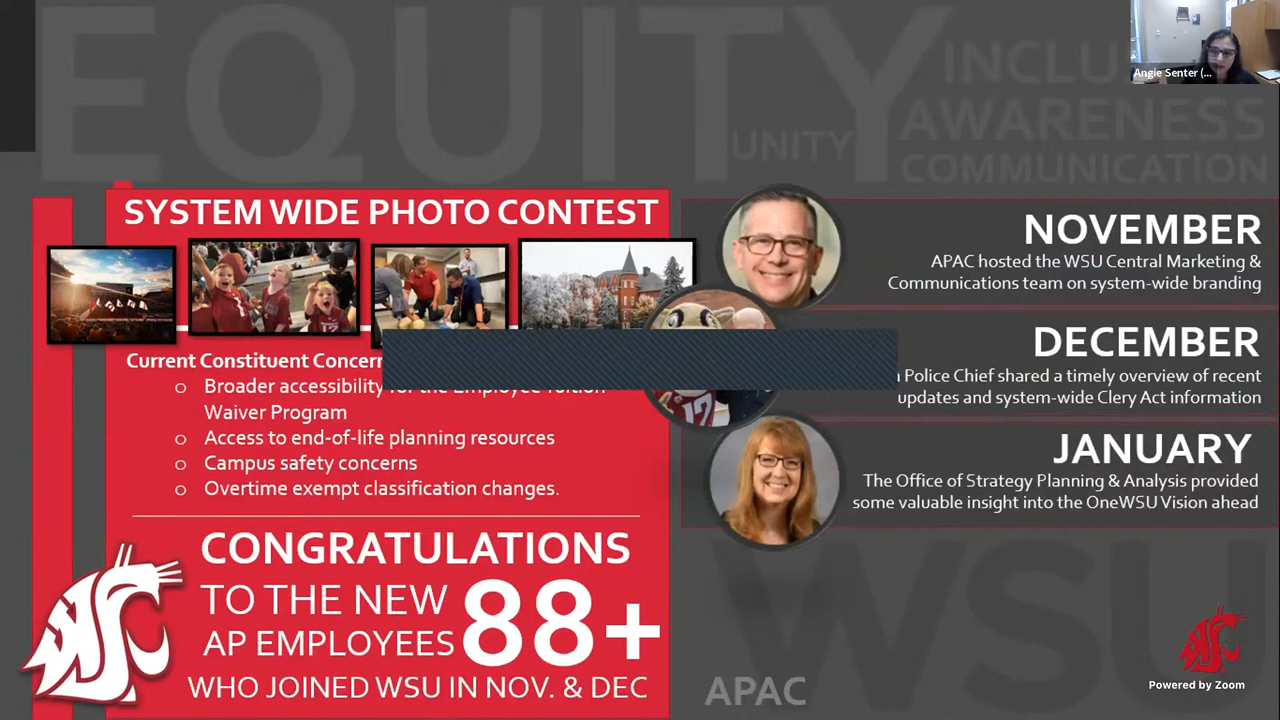 EQUITY
UNITY
AWARENESS
COMMUNICATION
Angie Senter (...
SYSTEM WIDE PHOTO CONTEST
Current Constituent
Broader accessibility for the Employee Tuition
Waiver Program
Access to end-of-life planning resources
Campus safety concerns
Overtime exempt classification changes.
CONGRATULATIONS
TO THE NEW
AP EMPLOYEES
88+
WHO JOINED WSU IN NOV. & DEC
NOVEMBER
APAC hosted the WSU Central Marketing &
Communications team on system-wide branding
DECEMBER
Police Chief shared a timely overview of recent
updates and system-wide Clery Act information
JANUARY
The Office of Strategy Planning & Analysis provided
some valuable insight into the OneWSU Vision ahead
WSU
APAC
Powered by Zoom